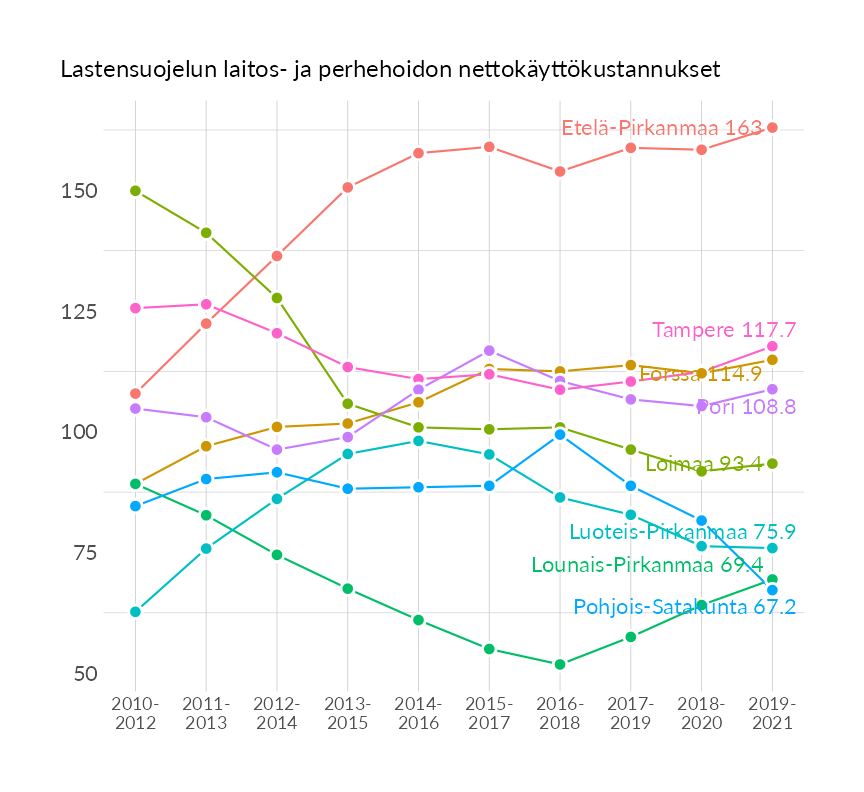 Lastensuojelun laitos- ja perhehoidon nettokäyttökustannukset
Etelä-Pirkanmaa 163
150
125
Tampere 117.7
Forssa 114.9
Pori 108.8
100
Loimaa 93.4
Luoteis-Pirkanmaa 75.9
75
Lounais-Pirkanmaa 69.4
Pohjois-Satakunta 67.2
50
2010- 2011- 2012- 2013- 2014- 2015- 2016- 2017- 2018- 2019-
2012 2013 2014 2015 2016 2017 2018 2019 2020 2021